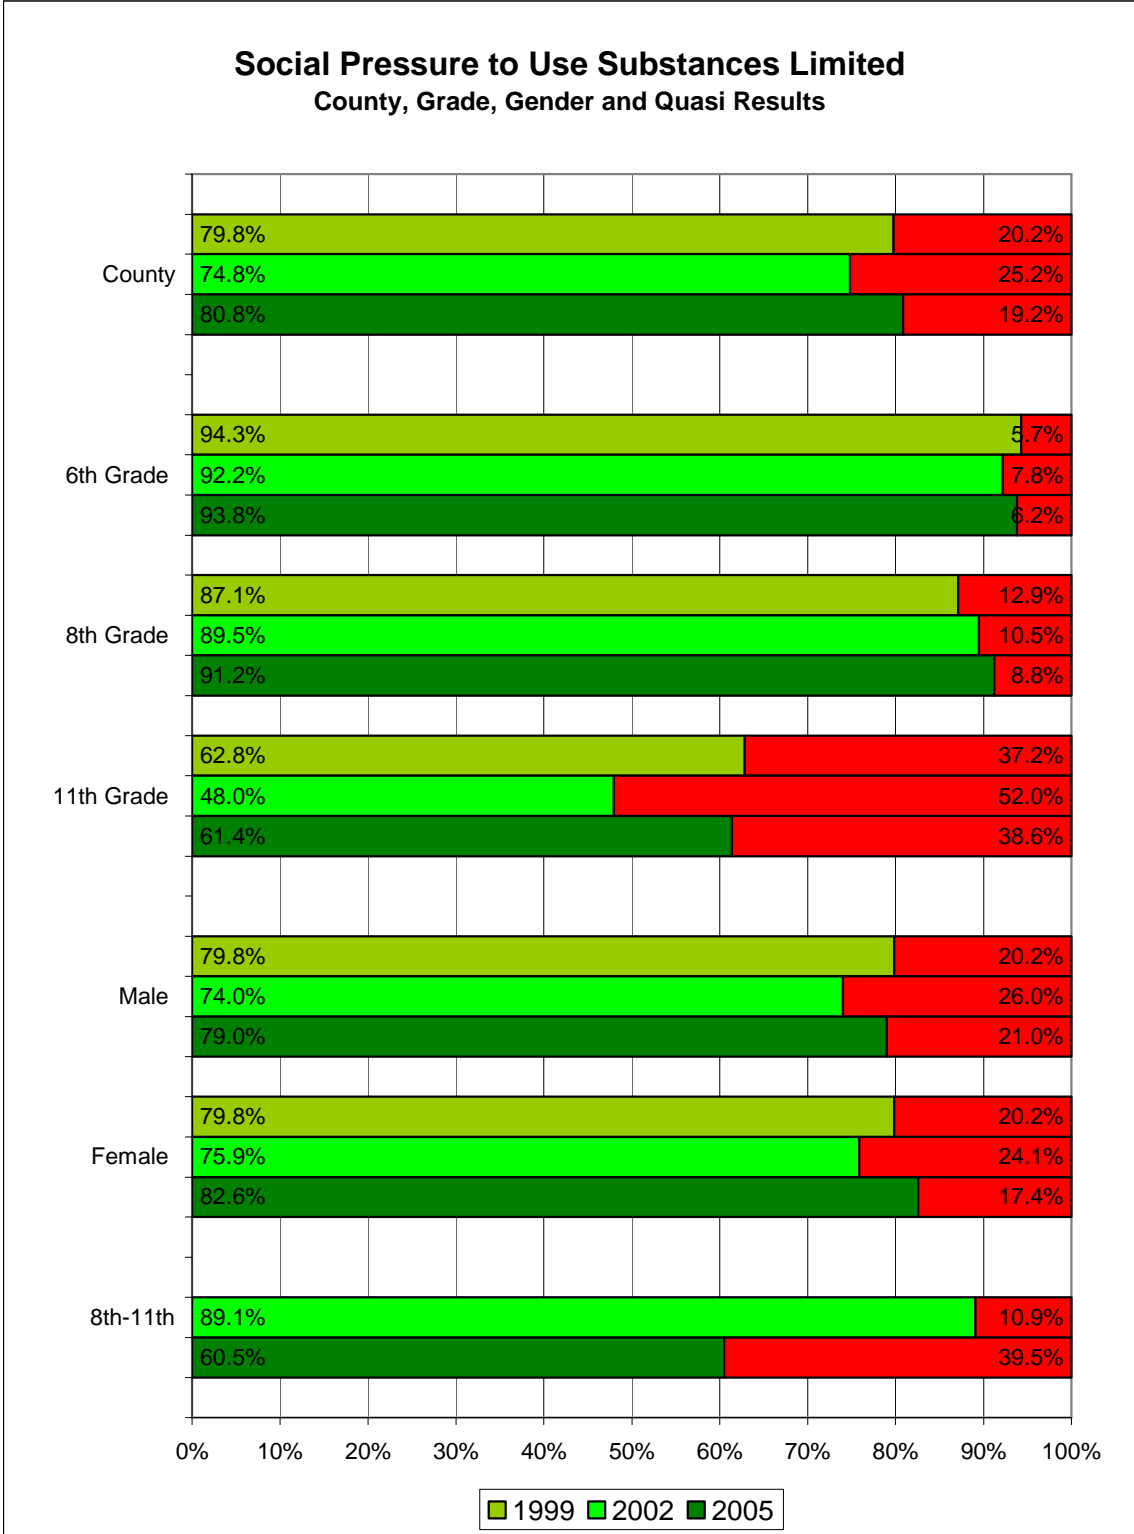 Social Pressure to Use Substances Limited
County, Grade, Gender and Quasi Results
79.8% 20.2%
County 74.8% 25.2%
80.8% 19.2%
94.3% 5.7%
6th Grade 92.2% 7.8%
93.8% 6.2%
87.1% 12.9%
8th Grade 89.5% 10.5%
91.2% 8.8%
62.8% 37.2%
11th Grade 48.0% 52.0%
61.4% 38.6%
79.8% 20.2%
Male 74.0% 26.0%
79.0% 21.0%
79.8% 20.2%
Female 75.9% 24.1%
82.6% 17.4%
8th-11th 89.1% 10.9%
60.5% 39.5%
0% 10% 20% 30% 40% 50% 60% 70% 80% 90% 100%
1999 2002 2005